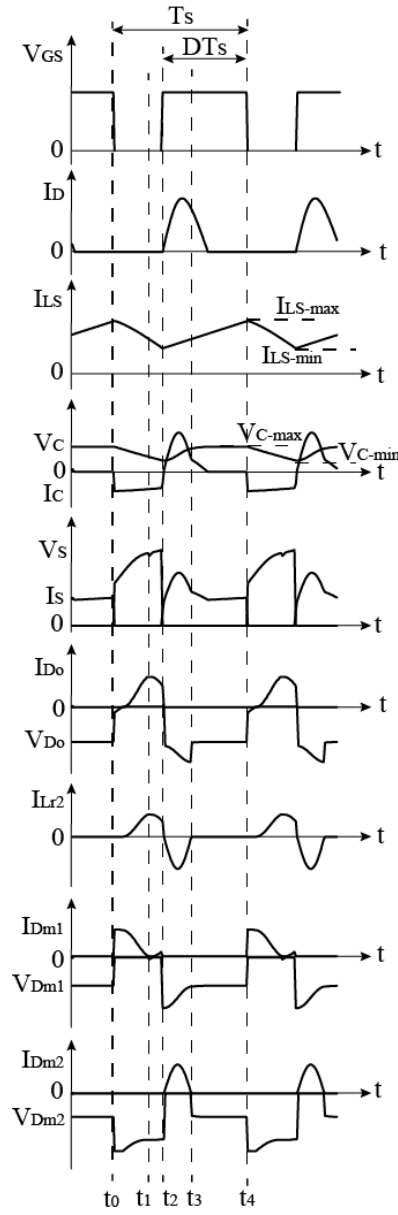 Ts
VGS
DTs
0
t
ID
0
t
ILS
ILS-max
ILS-min
0
t
VC
VC-max
VC-min
0
t
IC
VS
IS
0
t
IDo
0
t
VDo
ILr2
0
t
IDm1
0
t
VDm1
IDm2
0
t
VDm2
t0 t1 t2 t3 t4